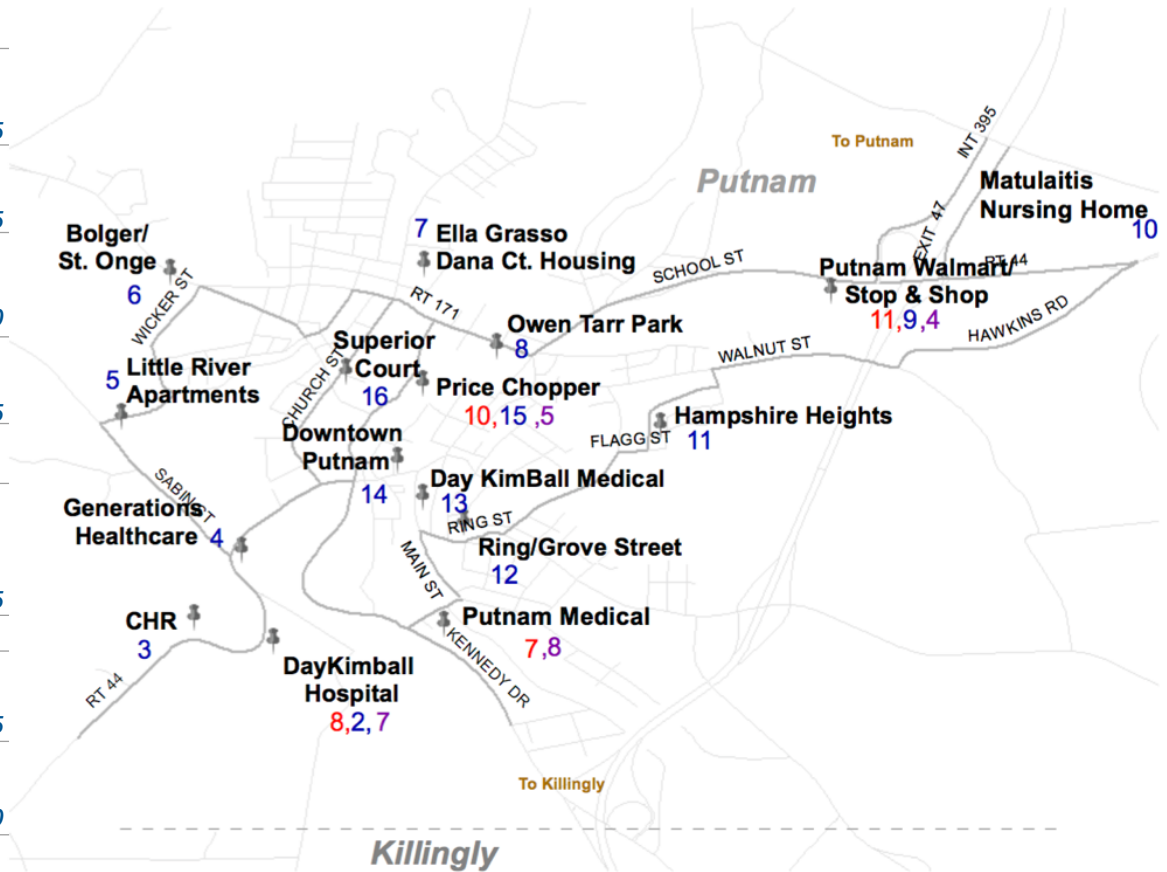 To Putnam
INT 395
Putnam
Matulaitis
Nursing Home
10
EXIT 47
RT 44
7
Ella Grasso
Dana Ct. Housing
Bolger/
St. Onge
6
WICKER ST
SCHOOL ST
Putnam Walmart/
Stop & Shop
11,9,4
RT 171
HAWKINS RD
Owen Tarr Park
8
Superior
Court
16
CHURCH ST
WALNUT ST
5
Little River
Apartments
Price Chopper
10,15 ,5
Hampshire Heights
11
FLAGG ST
Downtown
Putnam
14
Day KimBall Medical
13
SABIN ST
Generations
Healthcare 4
RING ST
Ring/Grove Street
12
MAIN ST
CHR
3
Putnam Medical
7,8
KENNEDY DR
RT 44
DayKimball
Hospital
8,2, 7
To Killingly
Killingly